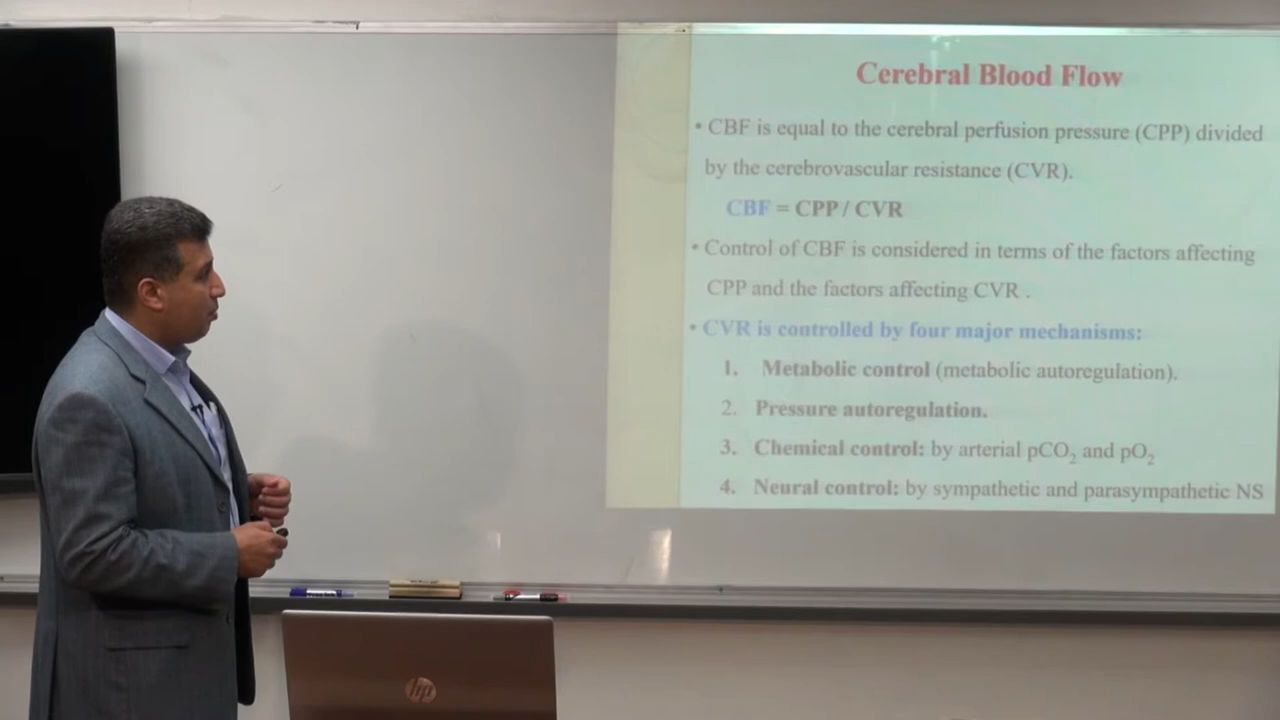 Cerebral Blood Flow
• CBF is equal to the cerebral perfusion pressure (CPP) divided
by the cerebrovascular resistance (CVR).
CBF = CPP / CVR
• Control of CBF is considered in terms of the factors affecting
CPP and the factors affecting CVR .
• CVR is controlled by four major mechanisms:
1. Metabolic control (metabolic autoregulation).
2. Pressure autoregulation.
3. Chemical control: by arterial pCO₂ and pO₂
4. Neural control: by sympathetic and parasympathetic NS
hp